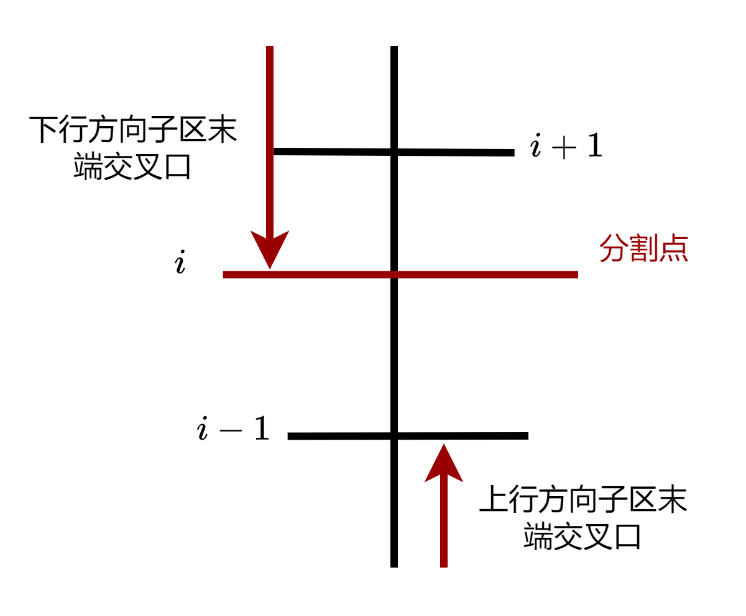 下行方向子区末
端交叉口
i + 1
分割点
i
i − 1
上行方向子区末
端交叉口